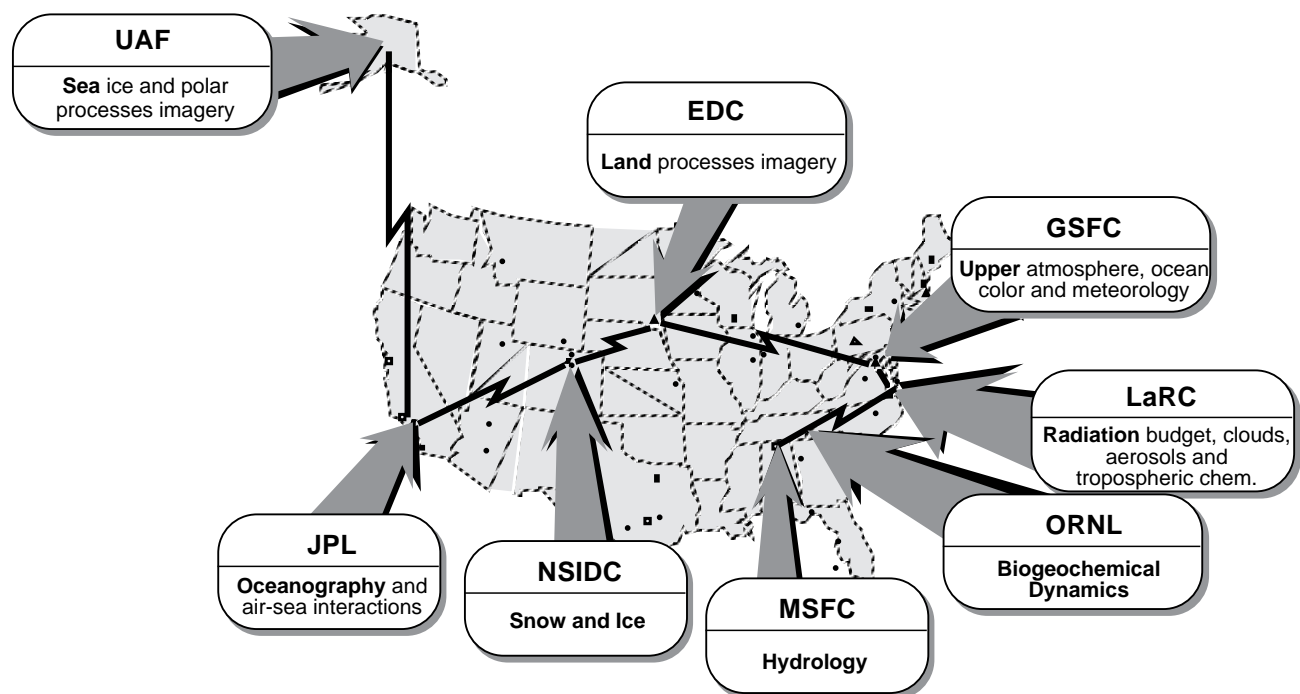 UAF
Sea ice and polar
processes imagery
EDC
Land processes imagery
GSFC
Upper atmosphere, ocean
color and meteorology
LaRC
Radiation budget, clouds,
aerosols and
tropospheric chem.
ORNL
Biogeochemical
Dynamics
JPL
Oceanography and
air-sea interactions
NSIDC
Snow and Ice
MSFC
Hydrology